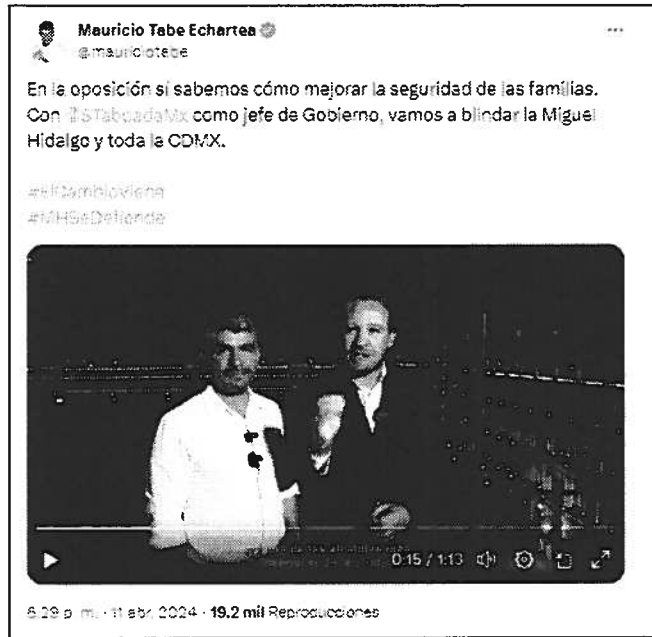 Mauricio Tabe Echartea
@mauriciotabe
En la oposición sí sabemos cómo mejorar la seguridad de las familias.
Con @STaboadaMx como jefe de Gobierno, vamos a blindar la Miguel
Hidalgo y toda la CDMX.
#ElCambioViene
#MHSeDefiende
0:15 / 1:13
6:29 p. m. · 11 abr. 2024 · 19.2 mil Reproducciones